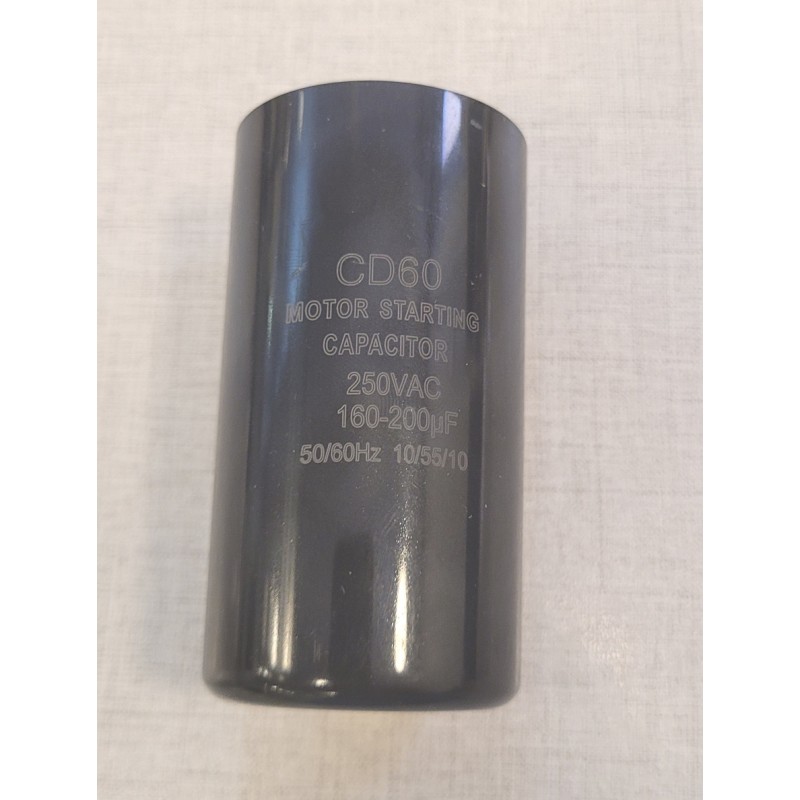 CD60
MOTOR STARTING
CAPACITOR
250VAC
160-200µF
50/60Hz 10/55/10